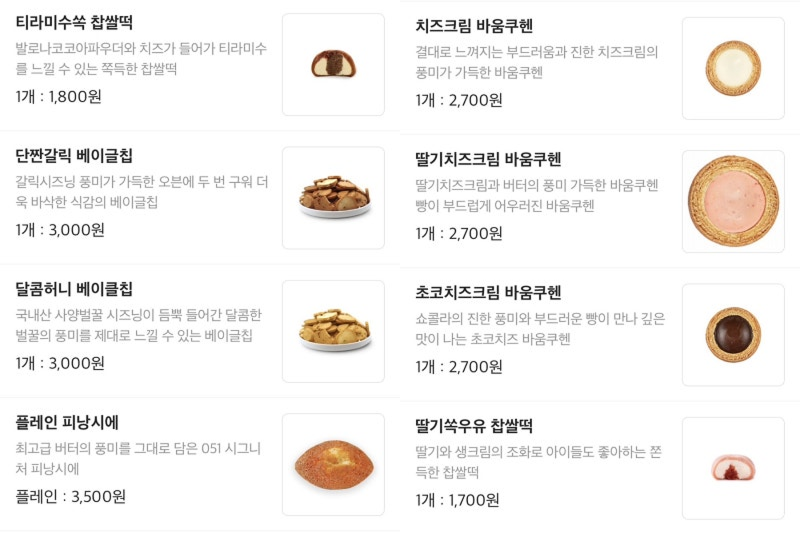 티라미수쏙 찹쌀떡
발로나코코아파우더와 치즈가 들어가 티라미수
를 느낄 수 있는 쪽득한 찹쌀떡
1개 : 1,800원
단짠갈릭 베이글칩
갈릭시즈닝 풍미가 가득한 오븐에 두 번 구워 더
욱 바삭한 식감의 베이글칩
1개 : 3,000원
달콤허니 베이클칩
국내산 사양벌꿀 시즈닝이 듬뿍 들어간 달콤한
벌꿀의 풍미를 제대로 느낄 수 있는 베이글칩
1개 : 3,000원
플레인 피낭시에
최고급 버터의 풍미를 그대로 담은 051 시그니
처 피낭시에
플레인 : 3,500원
치즈크림 바움쿠헨
결대로 느껴지는 부드러움과 진한 치즈크림의
풍미가 가득한 바움쿠헨
1개 : 2,700원
딸기치즈크림 바움쿠헨
딸기치즈크림과 버터의 풍미 가득한 바움쿠헨
빵이 부드럽게 어우러진 바움쿠헨
1개 : 2,700원
초코치즈크림 바움쿠헨
쇼콜라의 진한 풍미와 부드러운 빵이 만나 깊은
맛이 나는 초코치즈 바움쿠헨
1개 : 2,700원
딸기쏙우유 찹쌀떡
딸기와 생크림의 조화로 아이들도 좋아하는 쫀
득한 찹쌀떡
1개 : 1,700원